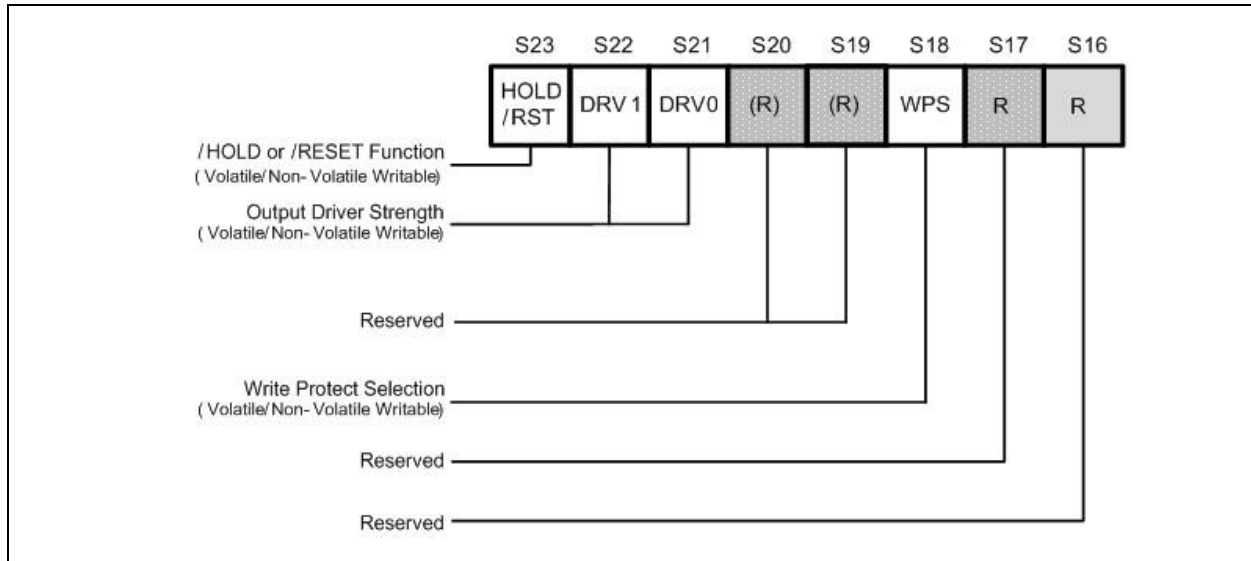 S23 S22 S21 S20 S19 S18 S17 S16
HOLD
/RST
DRV 1 DRV0 (R) (R) WPS R R
/HOLD or /RESET Function
( Volatile/Non- Volatile Writable)
Output Driver Strength
( Volatile/Non- Volatile Writable)
Reserved
Write Protect Selection
( Volatile/Non- Volatile Writable)
Reserved
Reserved